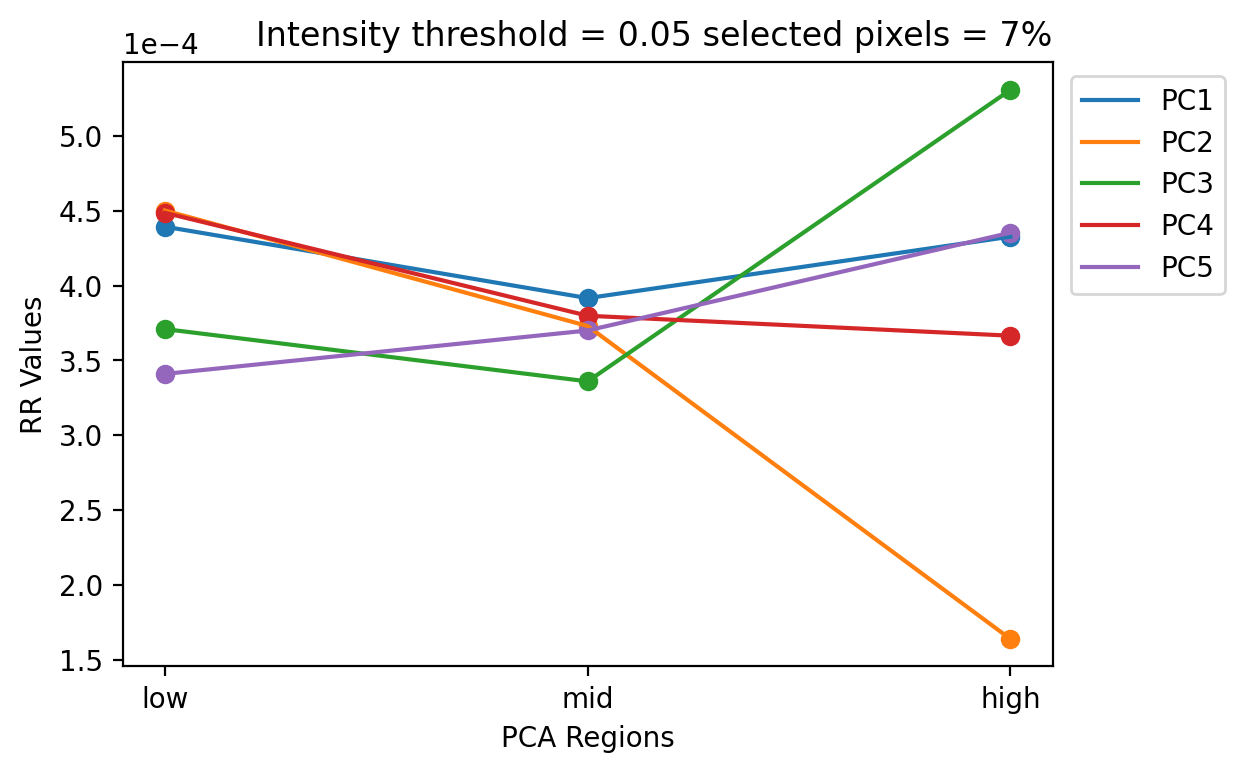 Intensity threshold = 0.05 selected pixels = 7%
1e−4
5.0
4.5
4.0
3.5
3.0
2.5
2.0
1.5
RR Values
low
mid
high
PCA Regions
PC1
PC2
PC3
PC4
PC5